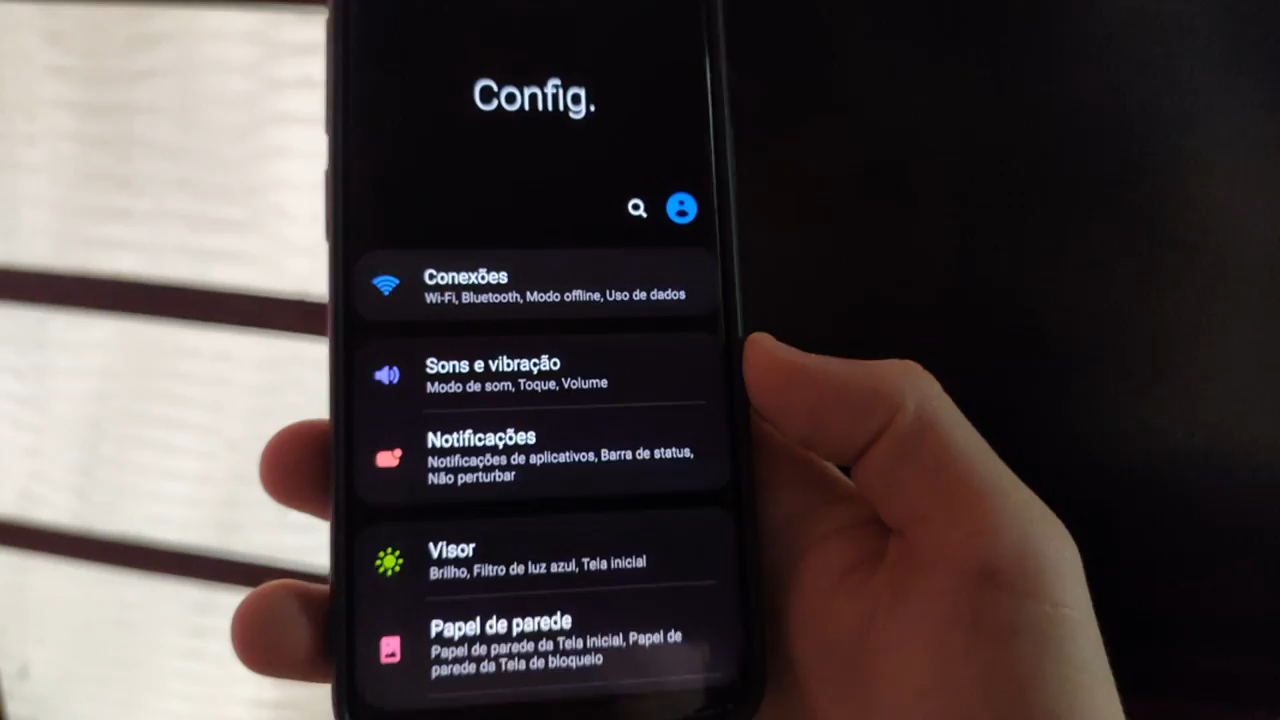 Config.
Conexões
Wi-Fi, Bluetooth, Modo offline, Uso de dados
Sons e vibração
Modo de som, Toque, Volume
Notificações
Notificações de aplicativos, Barra de status,
Não perturbar
Visor
Brilho, Filtro de luz azul, Tela inicial
Papel de parede
Papel de parede da Tela inicial, Papel de
parede da Tela de bloqueio